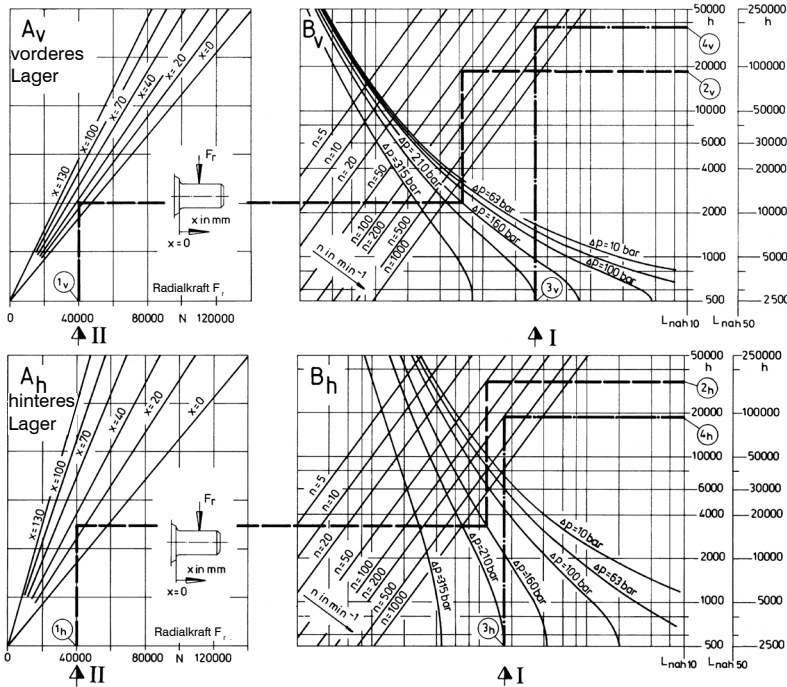 Av
vorderes
Lager
x=130
x=100
x=70
x=40
x=20
x=0
Fr
x in mm
x=0
1v
Radialkraft Fr
0
40000
80000
N
120000
II
Bv
n=5
n=10
n=20
n=50
n=100
n=200
n=500
n=1000
n in min-1
Δp=315 bar
Δp=210 bar
Δp=160 bar
Δp=63 bar
Δp=10 bar
Δp=100 bar
3v
I
4v
2v
50000
h
20000
10000
6000
4000
2000
1000
500
Lnah 10
250000
h
100000
50000
10000
5000
2500
Lnah 50
Ah
hinteres
Lager
x=130
x=100
x=70
x=40
x=20
x=0
Fr
x in mm
x=0
1h
Radialkraft Fr
0
40000
80000
N
120000
II
Bh
n=5
n=10
n=20
n=50
n=100
n=200
n=500
n=1000
n in min-1
Δp=315 bar
Δp=210 bar
Δp=160 bar
Δp=100 bar
Δp=63 bar
Δp=10 bar
3h
I
2h
4h
50000
h
20000
10000
6000
4000
1000
500
Lnah 10
250000
h
100000
50000
10000
5000
2500
Lnah 50